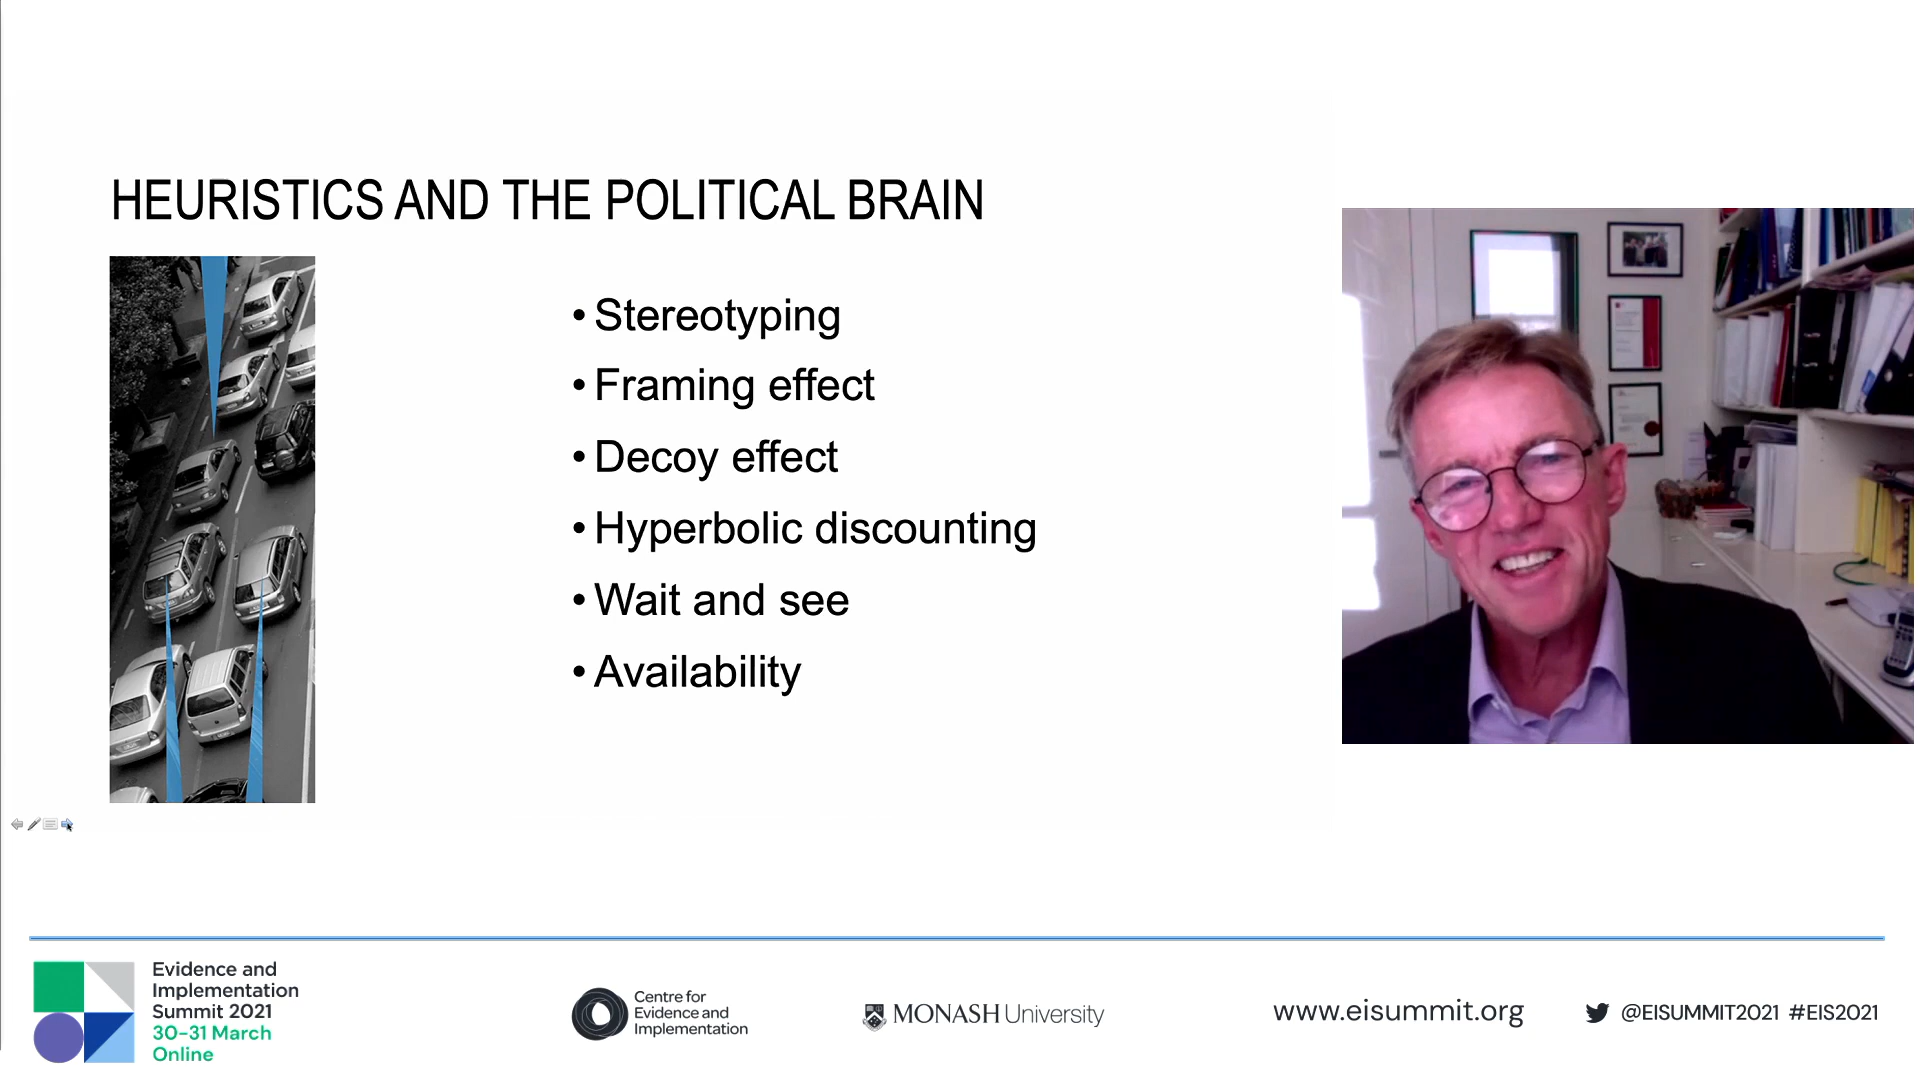 HEURISTICS AND THE POLITICAL BRAIN
• Stereotyping
• Framing effect
• Decoy effect
• Hyperbolic discounting
• Wait and see
• Availability
Evidence and
Implementation
Summit 2021
30–31 March
Online
Centre for
Evidence and
Implementation
MONASH University
www.eisummit.org
@EISUMMIT2021 #EIS2021